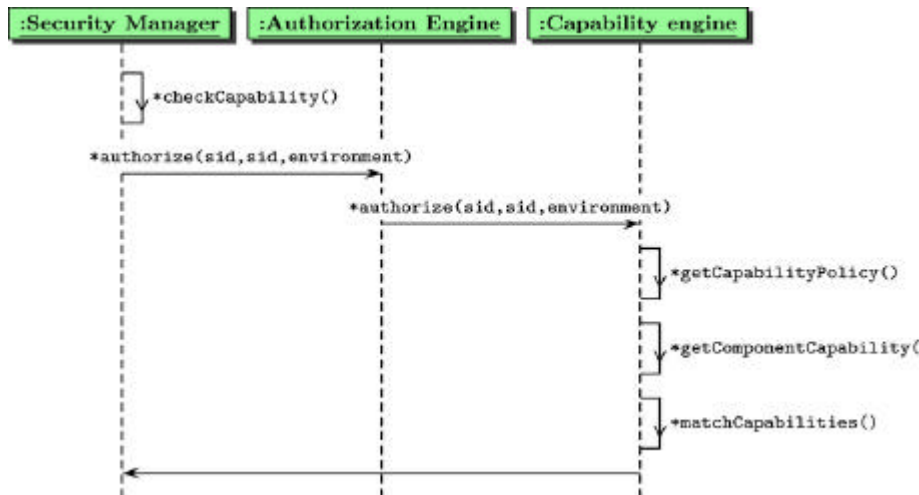 :Security Manager :Authorization Engine :Capability engine
*checkCapability()
*authorize(sid,sid,environment)
*authorize(sid,sid,environment)
*getCapabilityPolicy()
*getComponentCapability(
*matchCapabilities()